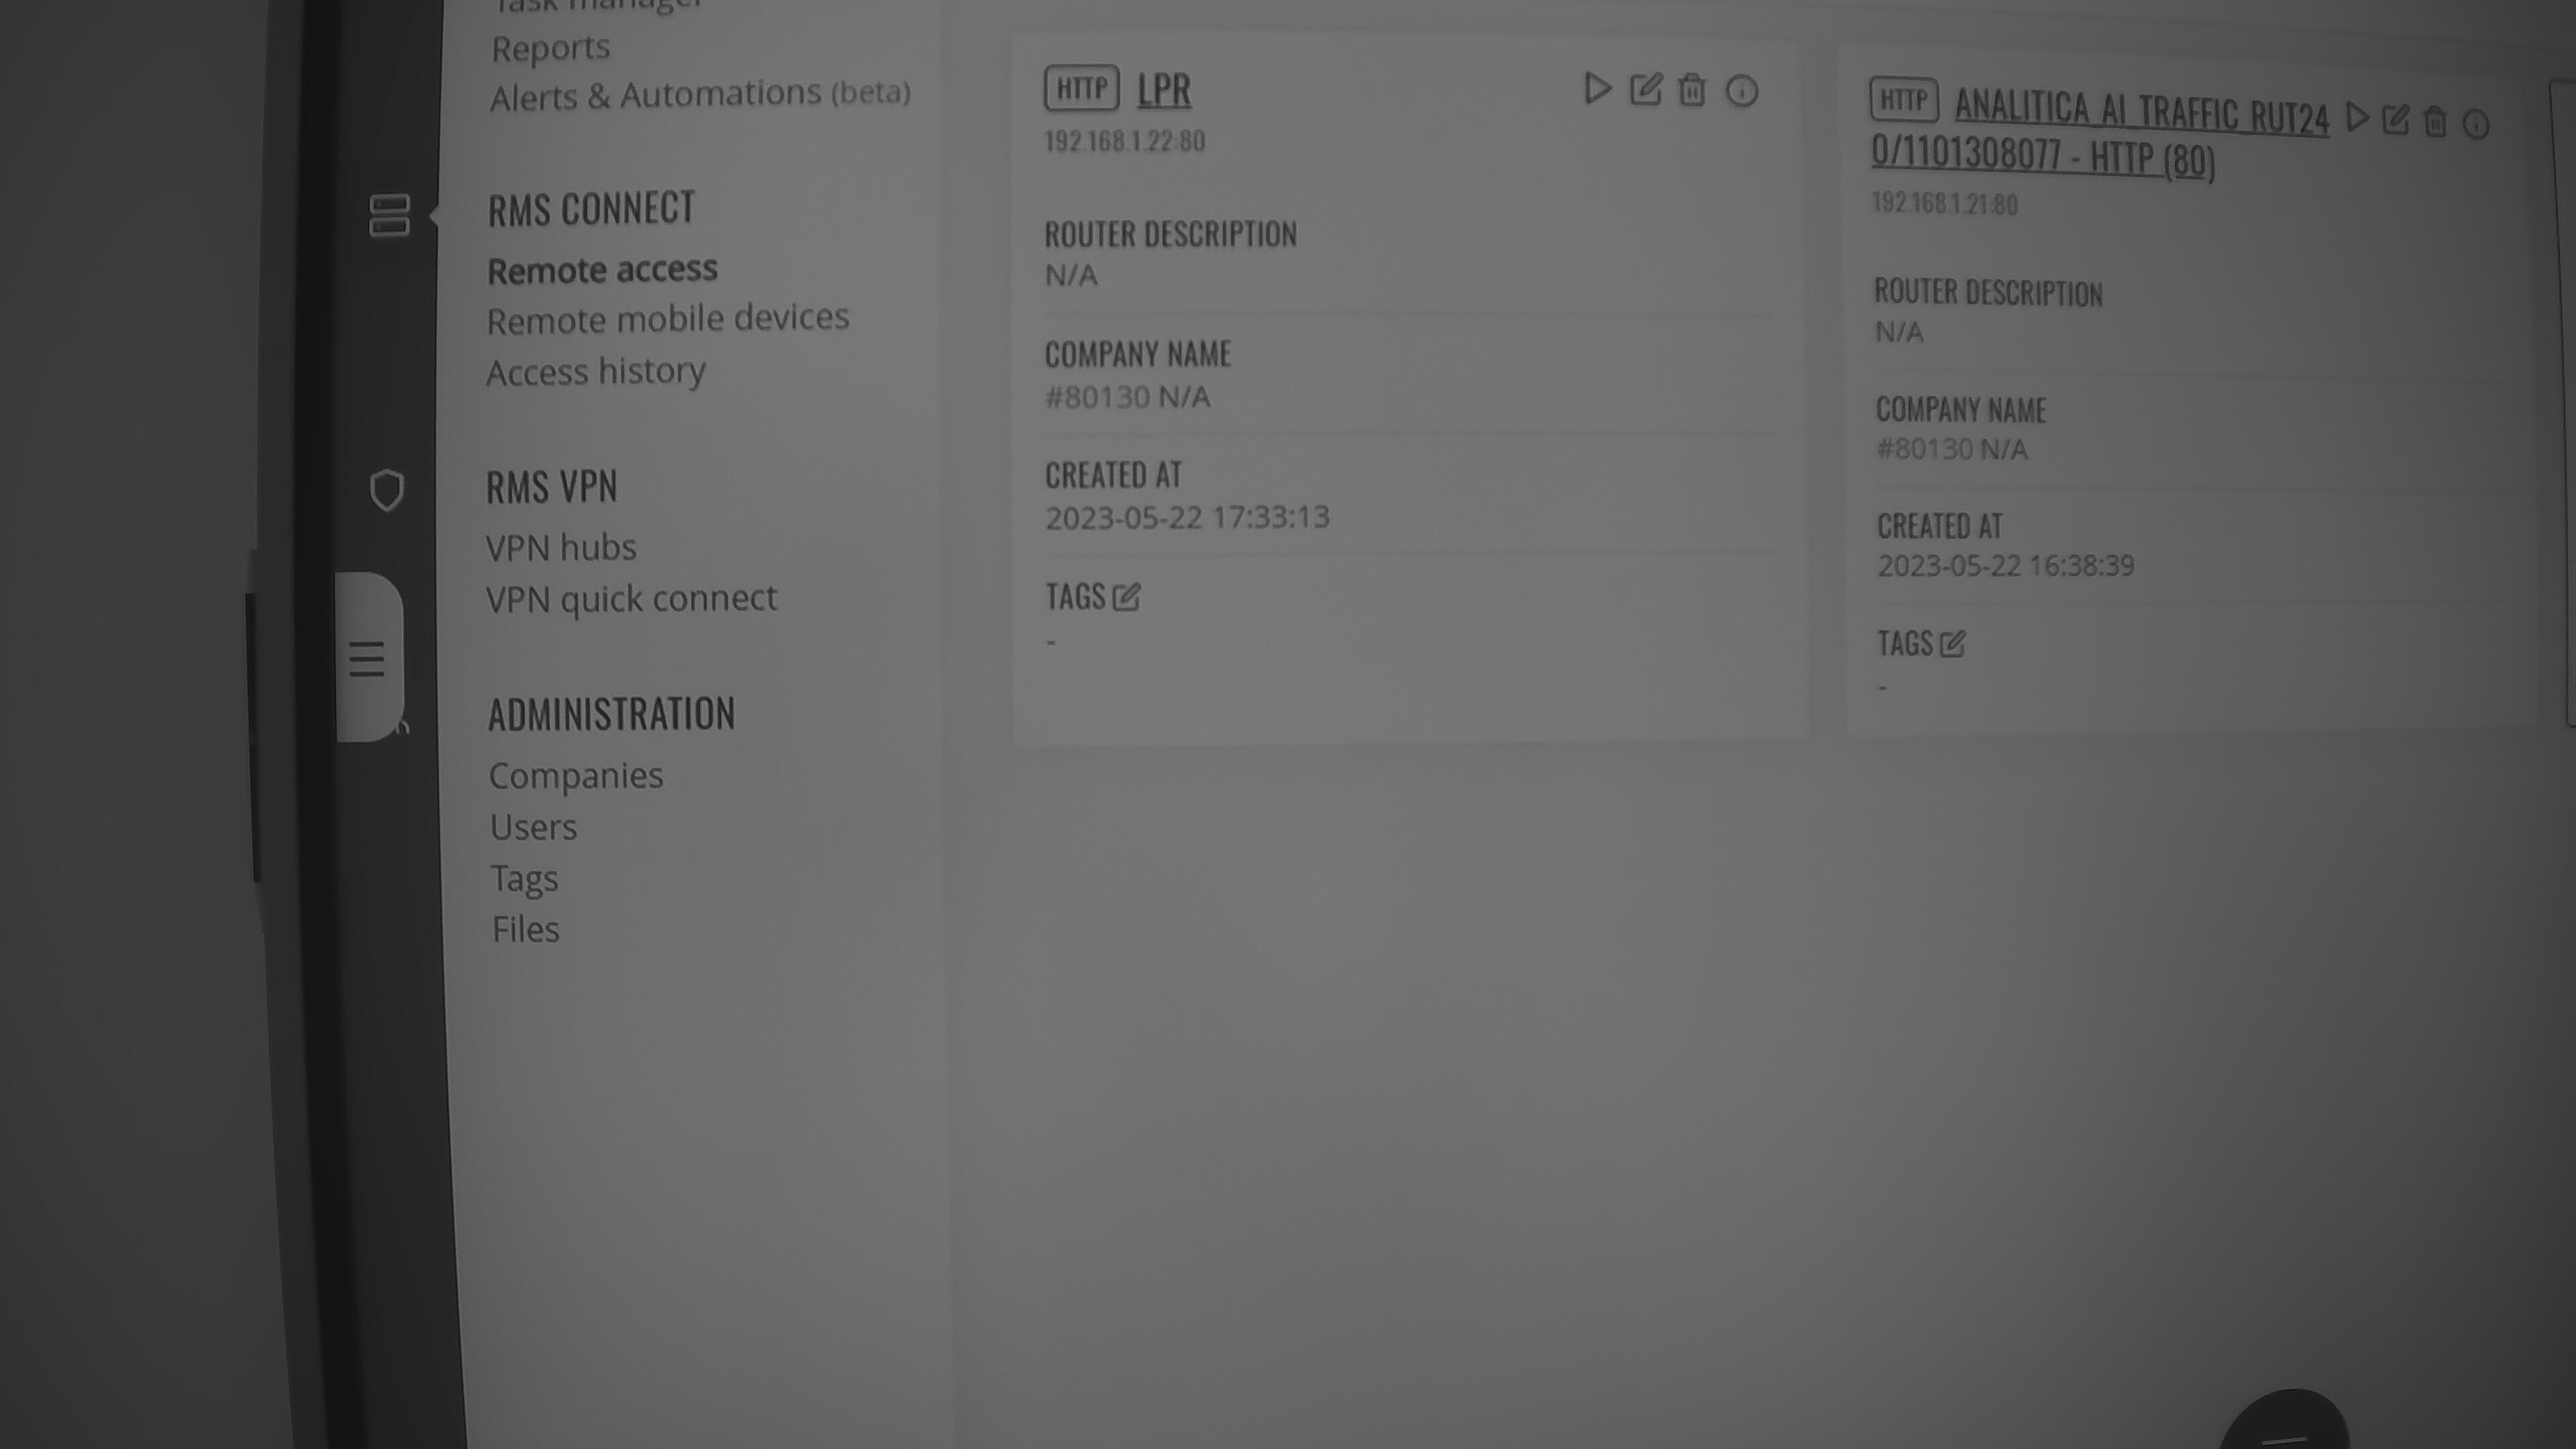 Task manager
Reports
Alerts & Automations (beta)
RMS CONNECT
Remote access
Remote mobile devices
Access history
RMS VPN
VPN hubs
VPN quick connect
ADMINISTRATION
Companies
Users
Tags
Files
HTTP LPR
192.168.1.22:80
ROUTER DESCRIPTION
N/A
COMPANY NAME
#80130 N/A
CREATED AT
2023-05-22 17:33:13
TAGS
-
HTTP ANALITICA AI TRAFFIC RUT24
0/1101308077 - HTTP (80)
192.168.1.21:80
ROUTER DESCRIPTION
N/A
COMPANY NAME
#80130 N/A
CREATED AT
2023-05-22 16:38:39
TAGS
-